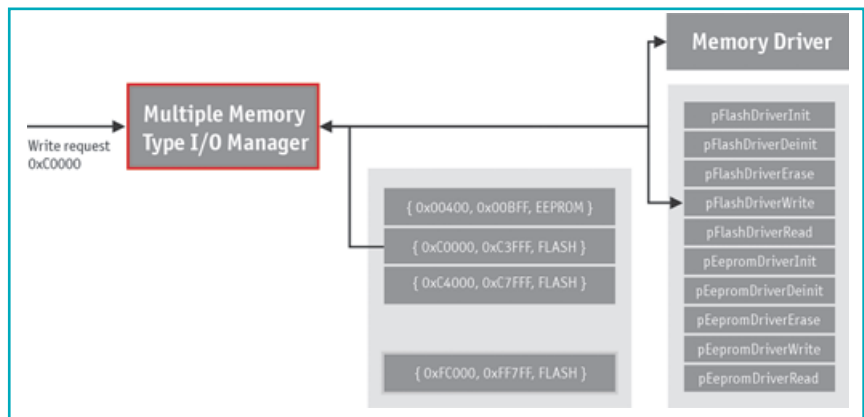 Memory Driver
Multiple Memory
Type I/O Manager
Write request
0xC0000
{ 0x00400, 0x00BFF, EEPROM }
{ 0xC0000, 0xC3FFF, FLASH }
{ 0xC4000, 0xC7FFF, FLASH }
{ 0xFC000, 0xFF7FF, FLASH }
pFlashDriverInit
pFlashDriverDeinit
pFlashDriverErase
pFlashDriverWrite
pFlashDriverRead
pEepromDriverInit
pEepromDriverDeinit
pEepromDriverErase
pEepromDriverWrite
pEepromDriverRead